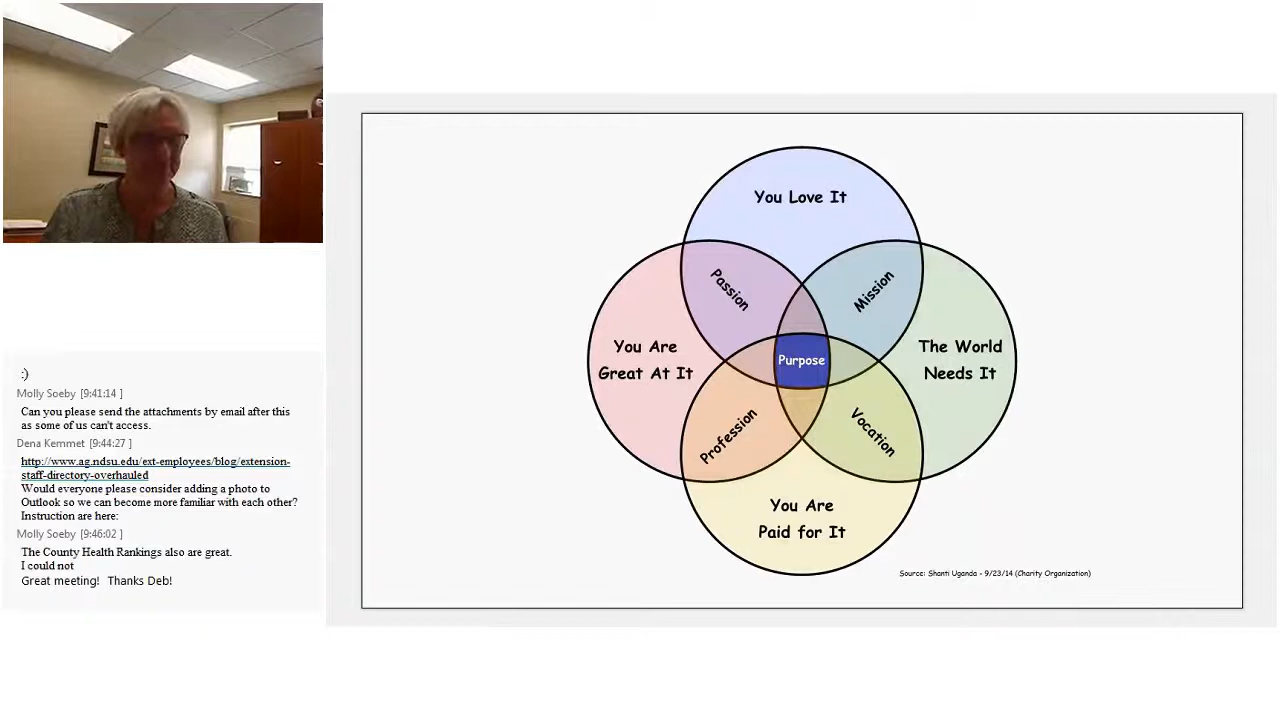 :)
Molly Soeby [9:41:14 ]
Can you please send the attachments by email after this
as some of us can't access.
Dena Kemmet [9:44:27 ]
http://www.ag.ndsu.edu/ext-employees/blog/extension-
staff-directory-overhauled
Would everyone please consider adding a photo to
Outlook so we can become more familiar with each other?
Instruction are here:
Molly Soeby [9:46:02 ]
The County Health Rankings also are great.
I could not
Great meeting!  Thanks Deb!
You Love It
Passion
Mission
You Are
Great At It
Purpose
The World
Needs It
Profession
Vocation
You Are
Paid for It
Source: Shanti Uganda - 9/23/14 (Charity Organization)